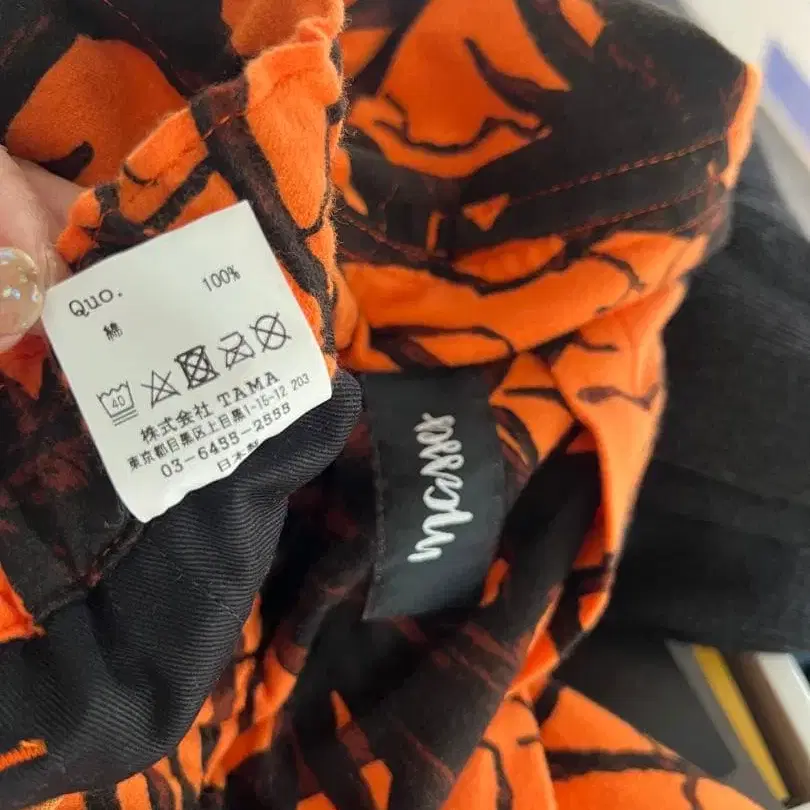 Quo.
綿 100%
40
株式会社 TAMA
東京都目黒区上目黒1-15-12 203
03-6455-2555
日本製
mcasses